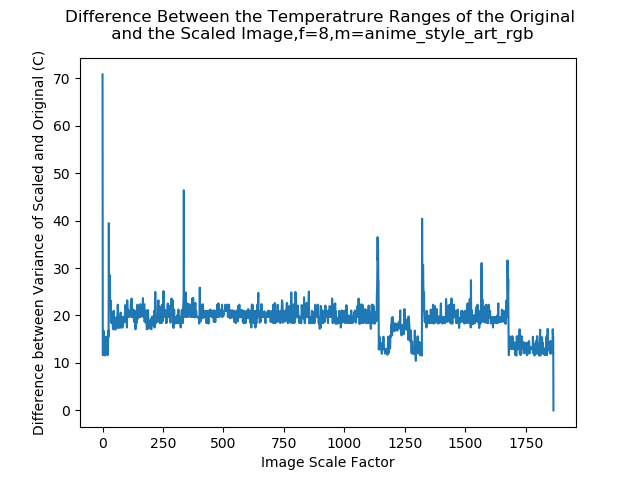 Difference Between the Temperatrure Ranges of the Original
and the Scaled Image,f=8,m=anime_style_art_rgb
Difference between Variance of Scaled and Original (C)
70
60
50
40
30
20
10
0
0 250 500 750 1000 1250 1500 1750
Image Scale Factor